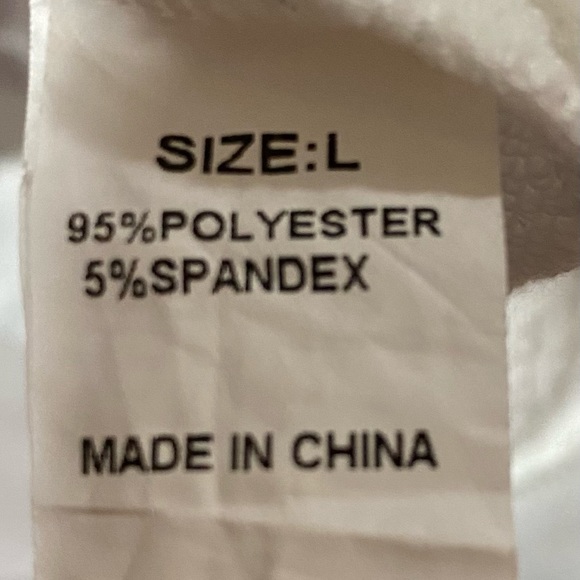 SIZE:L
95%POLYESTER
5%SPANDEX
MADE IN CHINA